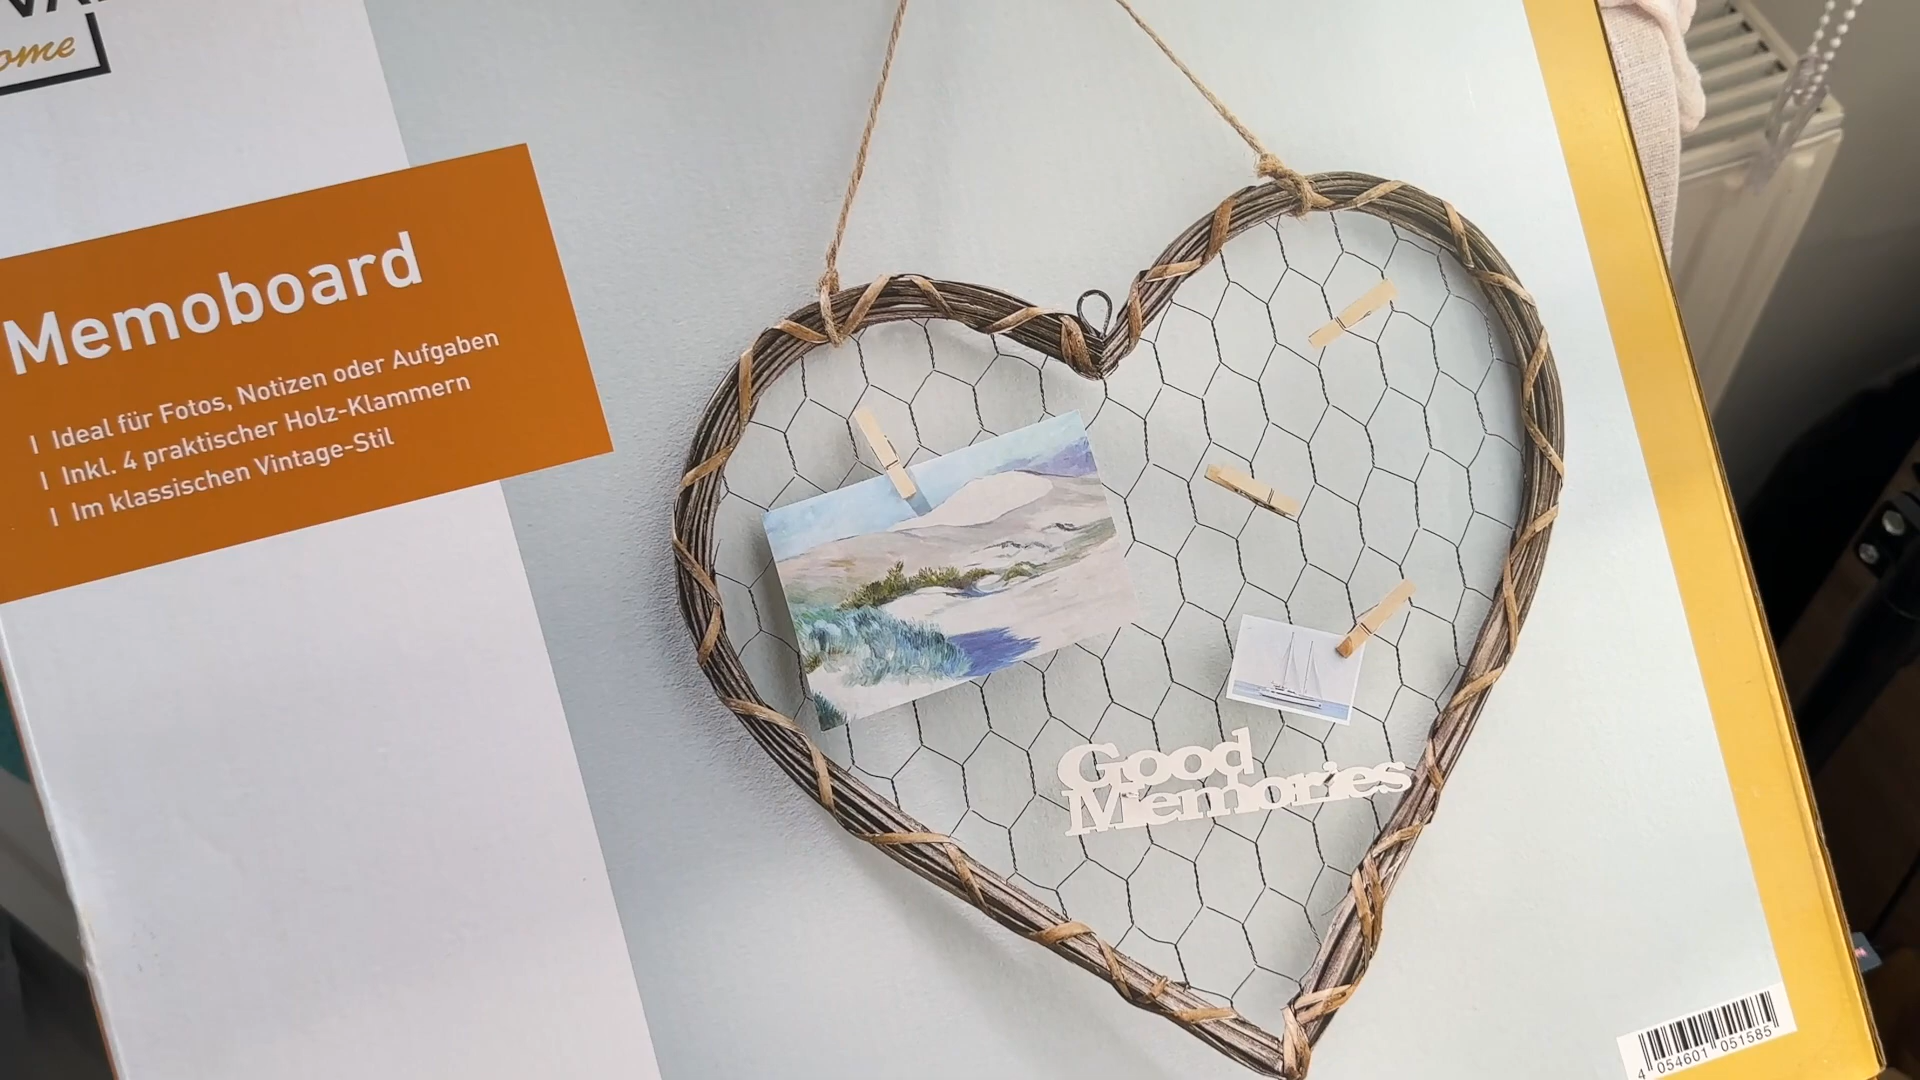 ome
Memoboard
| Ideal für Fotos, Notizen oder Aufgaben
| Inkl. 4 praktischer Holz-Klammern
| Im klassischen Vintage-Stil
Good
Memories
4 054601 051585